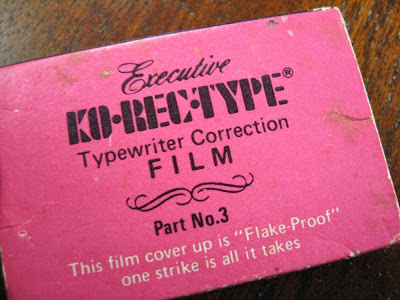 Executive
KO·REC·TYPE®
Typewriter Correction
FILM
Part No.3
This film cover up is "Flake-Proof"
one strike is all it takes